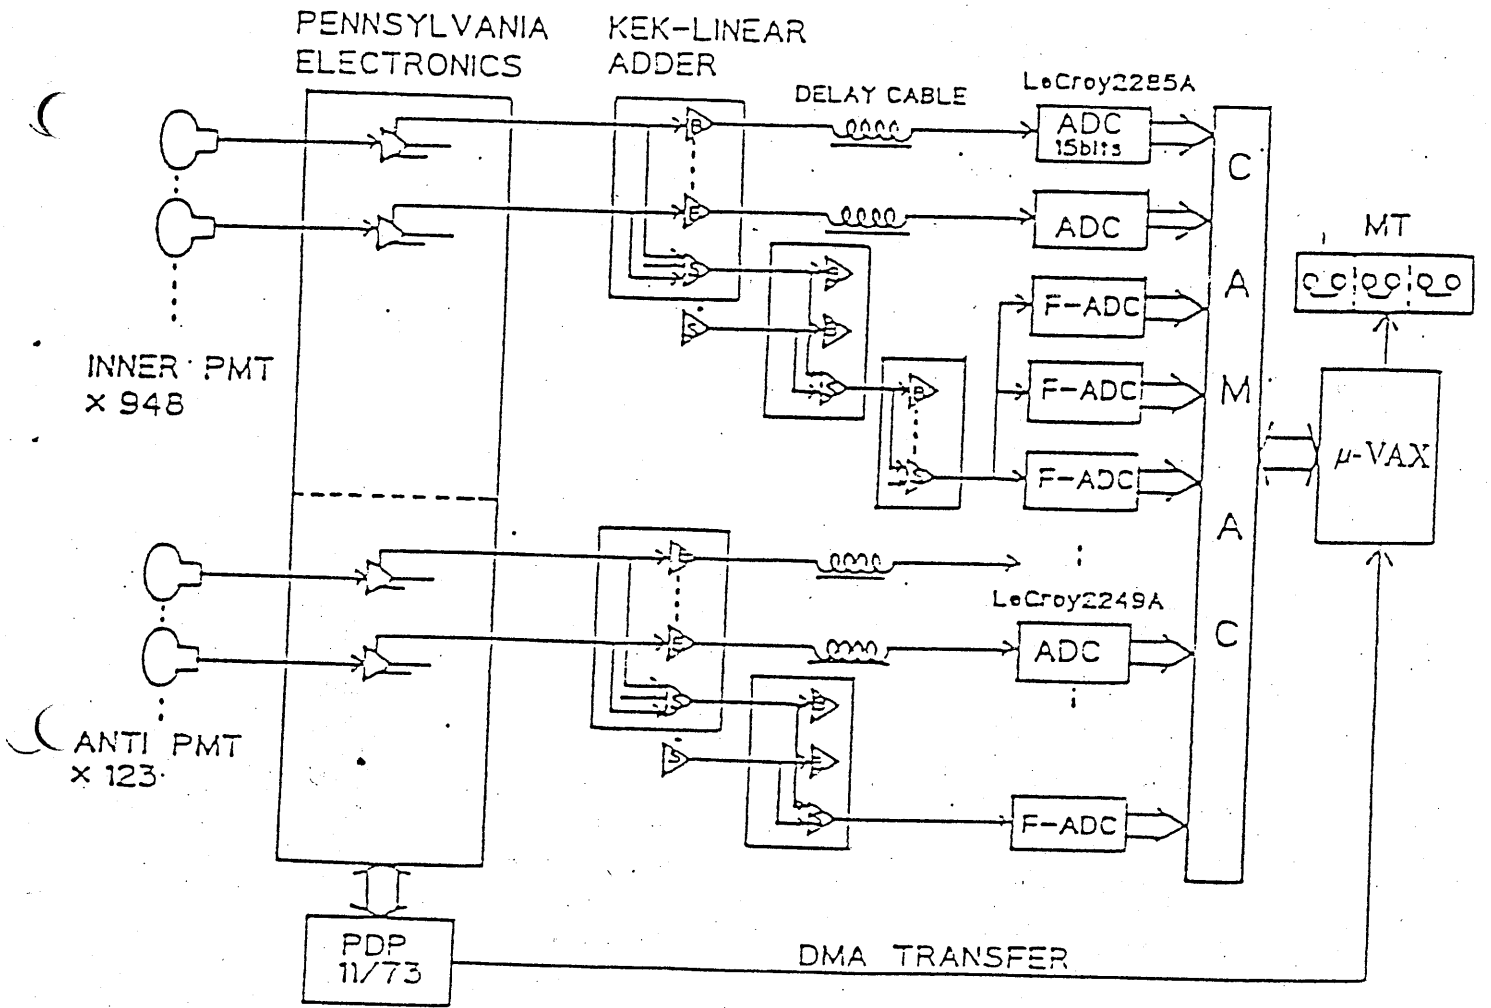 PENNSYLVANIA
ELECTRONICS
KEK-LINEAR
ADDER
DELAY CABLE
LeCroy2285A
ADC
15bits
ADC
F-ADC
F-ADC
F-ADC
C
A
M
A
C
MT
μ-VAX
INNER PMT
× 948
B
S
B
S
LeCroy2249A
ADC
F-ADC
ANTI PMT
× 123
S
PDP
11/73
DMA TRANSFER